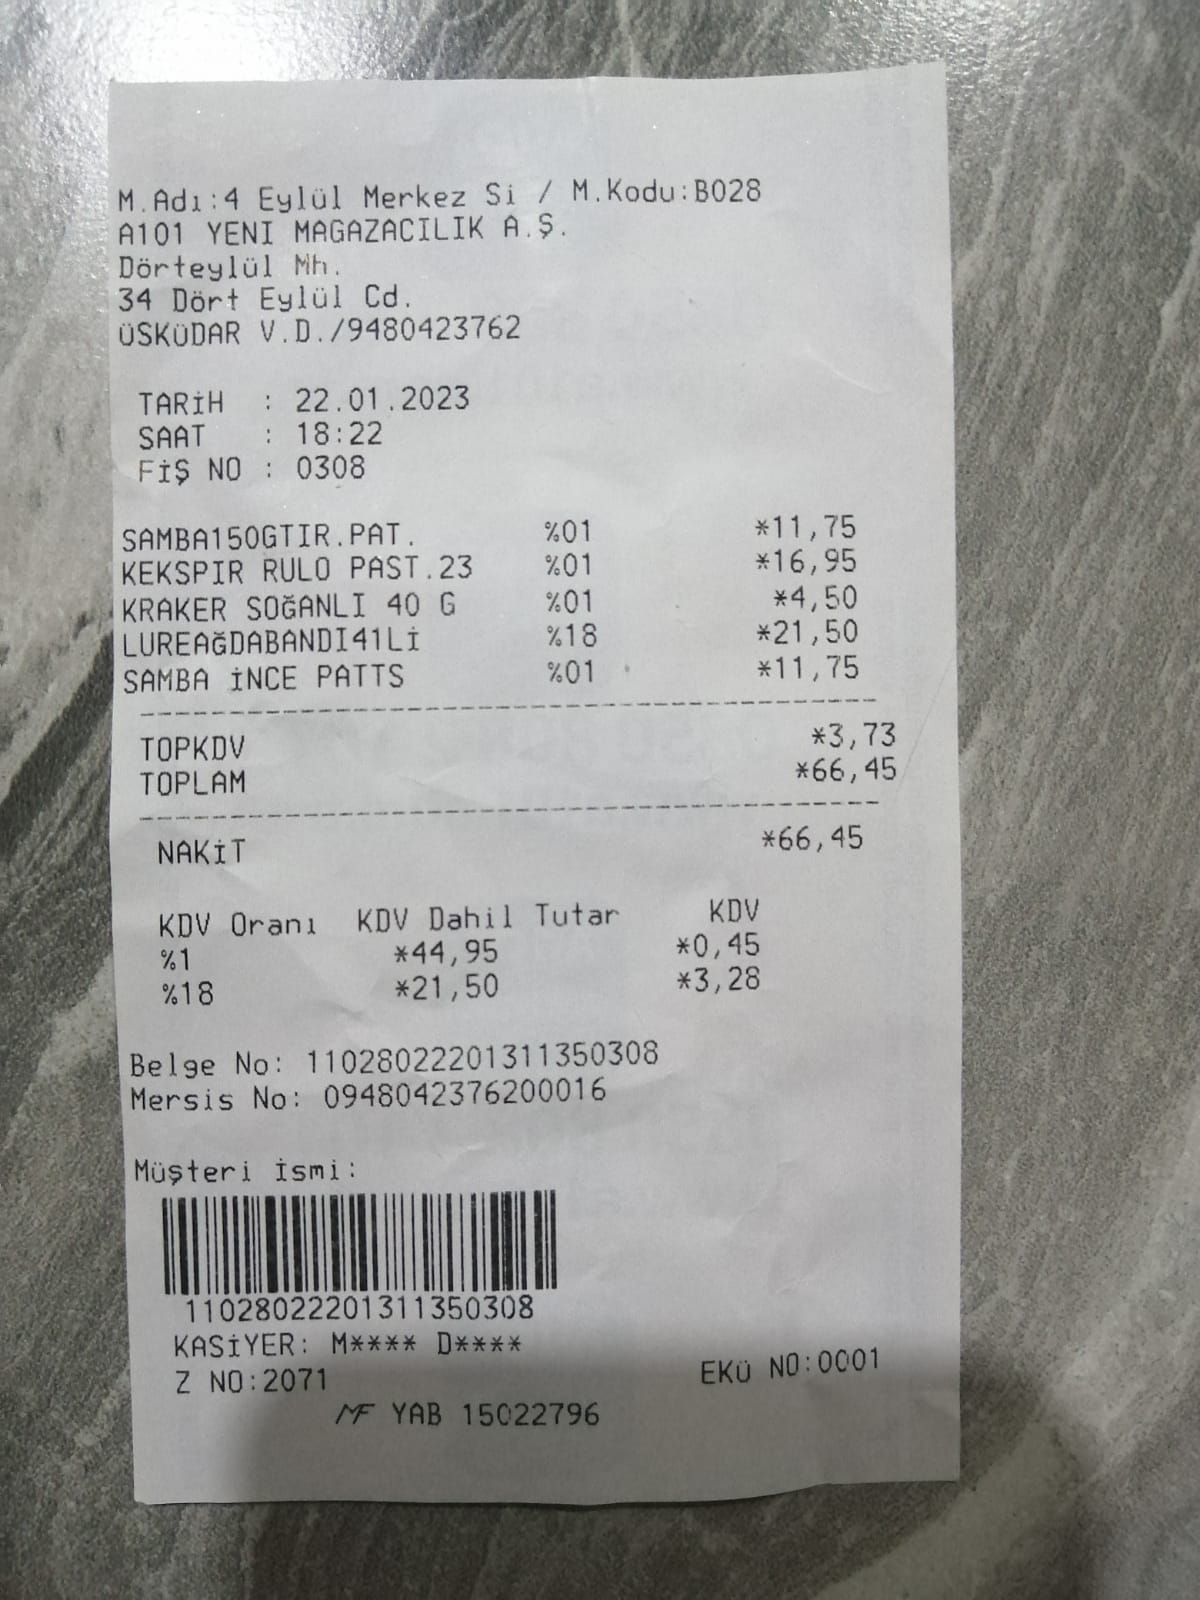 M.Adı:4 Eylül Merkez Si / M.Kodu:B028
A101 YENI MAGAZACILIK A.Ş.
Dörteylül Mh.
34 Dört Eylül Cd.
ÜSKÜDAR V.D./9480423762
TARİH : 22.01.2023
SAAT : 18:22
FİŞ NO : 0308
SAMBA150GTIR.PAT. %01 *11,75
KEKSPIR RULO PAST.23 %01 *16,95
KRAKER SOĞANLI 40 G %01 *4,50
LUREAĞDABANDI41Lİ %18 *21,50
SAMBA İNCE PATTS %01 *11,75
TOPKDV *3,73
TOPLAM *66,45
NAKİT *66,45
KDV Oranı KDV Dahil Tutar KDV
%1 *44,95 *0,45
%18 *21,50 *3,28
Belge No: 11028022201311350308
Mersis No: 0948042376200016
Müşteri İsmi:
11028022201311350308
KASİYER: M**** D****
Z NO:2071 EKÜ NO:0001
MF YAB 15022796